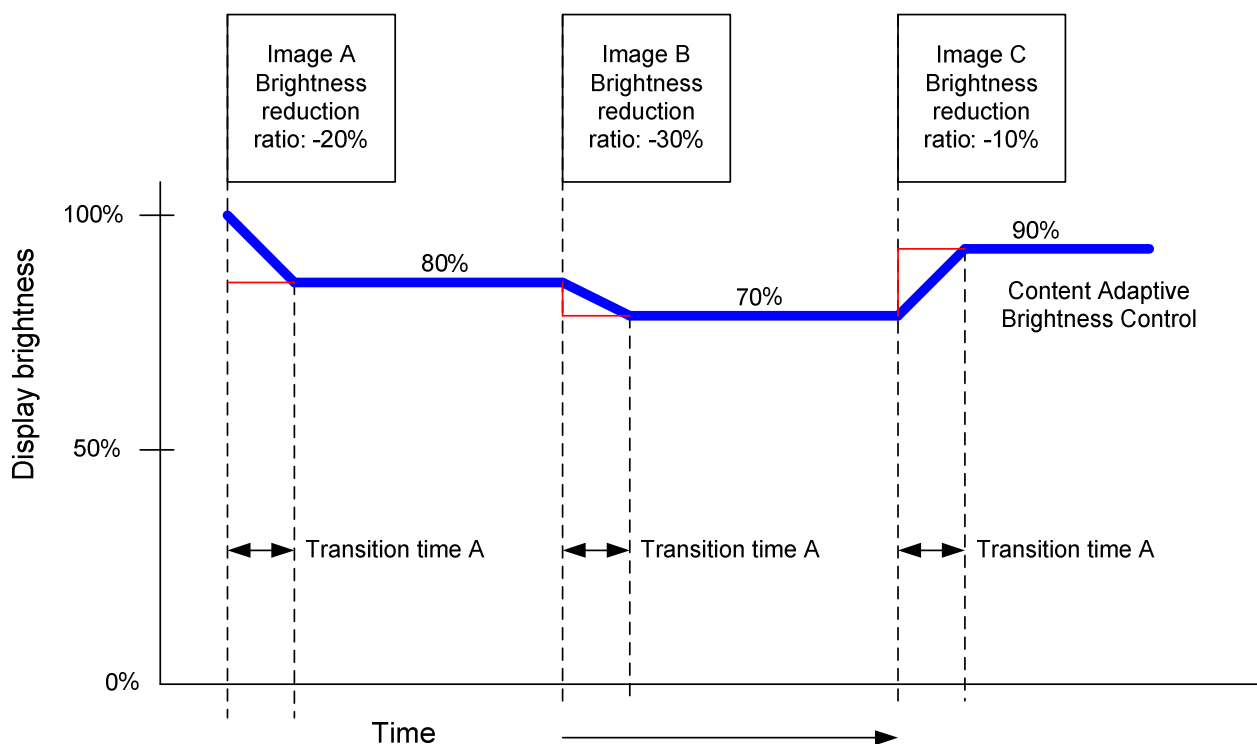 Image A
Brightness
reduction
ratio: -20%
Image B
Brightness
reduction
ratio: -30%
Image C
Brightness
reduction
ratio: -10%
100%
80%
70%
90%
Content Adaptive
Brightness Control
Display brightness
50%
Transition time A
Transition time A
Transition time A
0%
Time